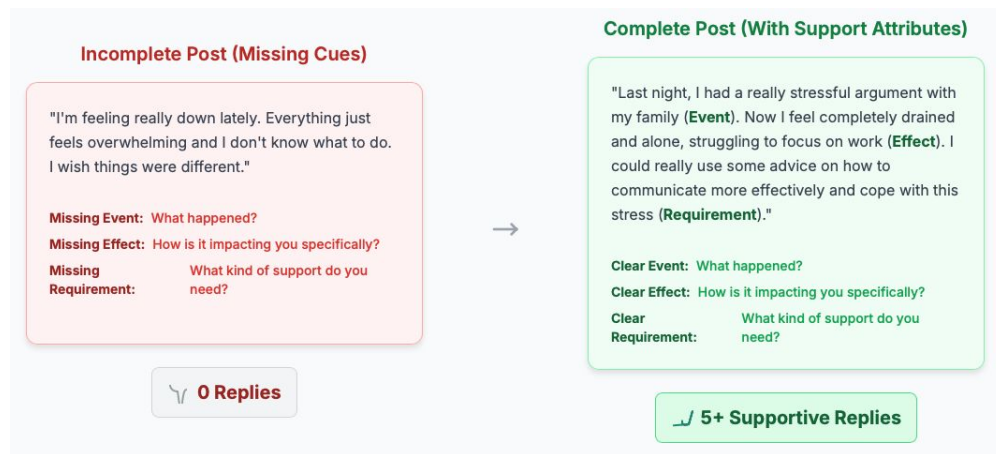 Incomplete Post (Missing Cues)
"I'm feeling really down lately. Everything just
feels overwhelming and I don't know what to do.
I wish things were different."
Missing Event: What happened?
Missing Effect: How is it impacting you specifically?
Missing Requirement: What kind of support do you need?
0 Replies
→
Complete Post (With Support Attributes)
"Last night, I had a really stressful argument with
my family (Event). Now I feel completely drained
and alone, struggling to focus on work (Effect). I
could really use some advice on how to
communicate more effectively and cope with this
stress (Requirement)."
Clear Event: What happened?
Clear Effect: How is it impacting you specifically?
Clear Requirement: What kind of support do you need?
5+ Supportive Replies